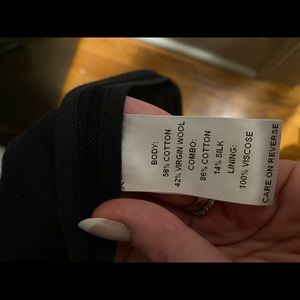 BODY:
58% COTTON
42% VIRGIN WOOL
COMBO:
86% COTTON
14% SILK
LINING:
100% VISCOSE
CARE ON REVERSE